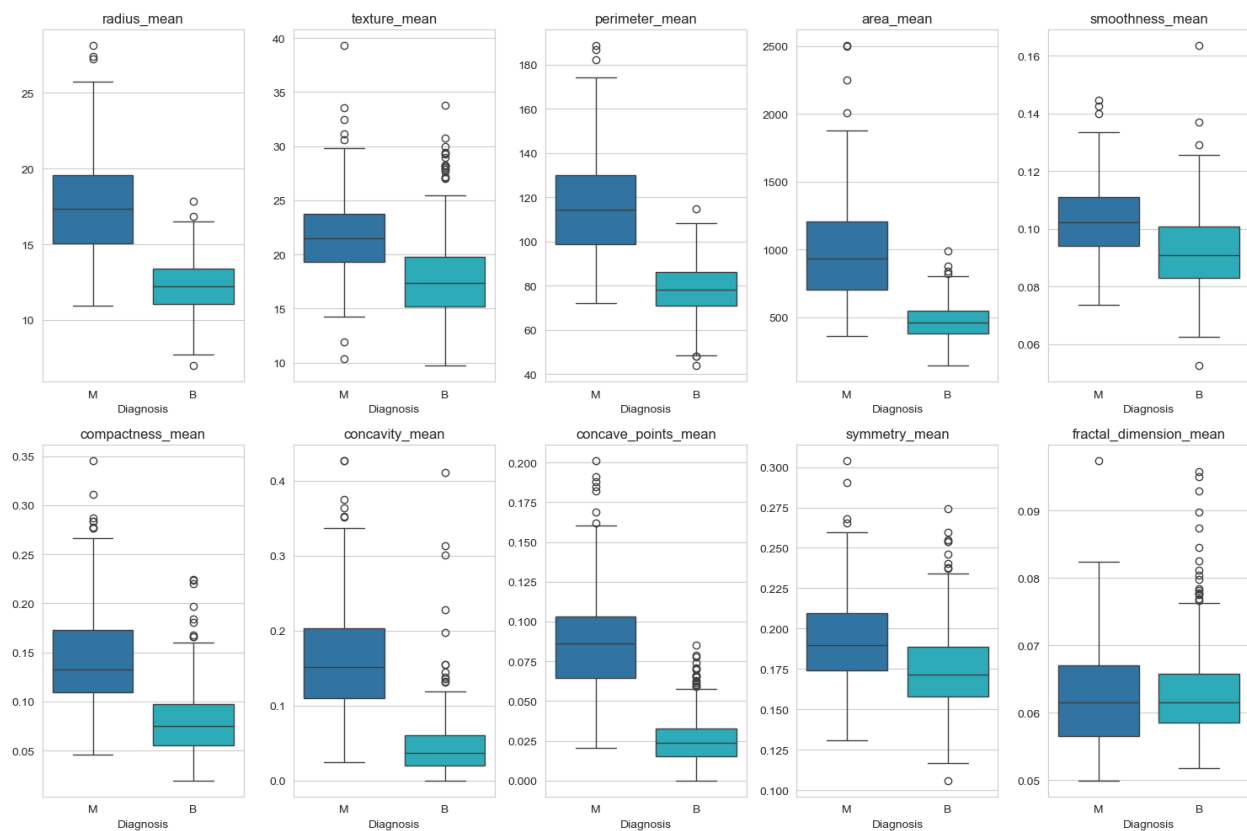 radius_mean texture_mean perimeter_mean area_mean smoothness_mean
25
20
15
10
M B
Diagnosis
40
35
30
25
20
15
10
M B
Diagnosis
180
160
140
120
100
80
60
40
M B
Diagnosis
2500
2000
1500
1000
500
M B
Diagnosis
0.16
0.14
0.12
0.10
0.08
0.06
M B
Diagnosis
compactness_mean concavity_mean concave_points_mean symmetry_mean fractal_dimension_mean
0.35
0.30
0.25
0.20
0.15
0.10
0.05
M B
Diagnosis
0.4
0.3
0.2
0.1
0.0
M B
Diagnosis
0.200
0.175
0.150
0.125
0.100
0.075
0.050
0.025
0.000
M B
Diagnosis
0.300
0.275
0.250
0.225
0.200
0.175
0.150
0.125
0.100
M B
Diagnosis
0.09
0.08
0.07
0.06
0.05
M B
Diagnosis